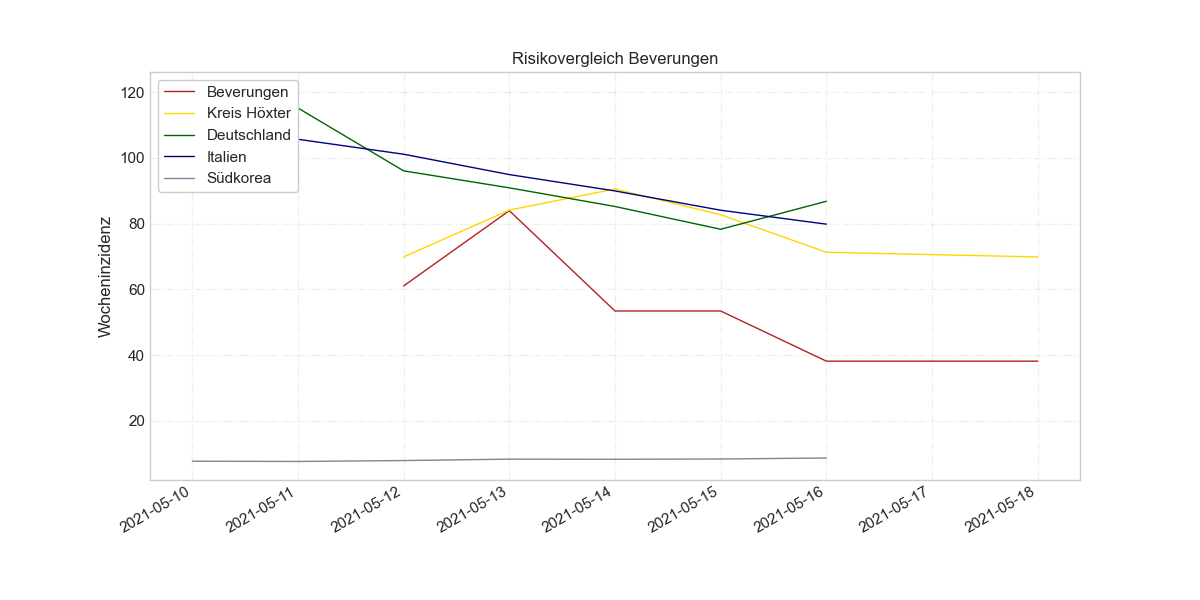 Risikovergleich Beverungen
Wocheninzidenz
120
100
80
60
40
20
Beverungen
Kreis Höxter
Deutschland
Italien
Südkorea
2021-05-10
2021-05-11
2021-05-12
2021-05-13
2021-05-14
2021-05-15
2021-05-16
2021-05-17
2021-05-18